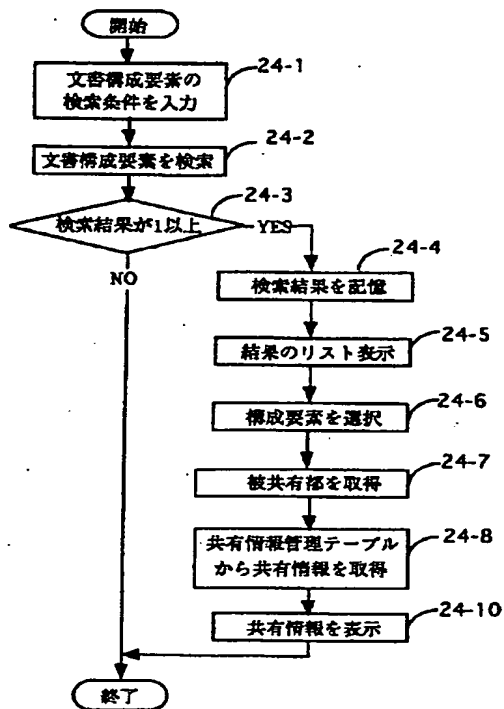 開始
文書構成要素の
検索条件を入力
24-1
文書構成要素を検索
24-2
検索結果が1以上
24-3
YES
NO
検索結果を記憶
24-4
結果のリスト表示
24-5
構成要素を選択
24-6
被共有部を取得
24-7
共有情報管理テーブル
から共有情報を取得
24-8
共有情報を表示
24-10
終了